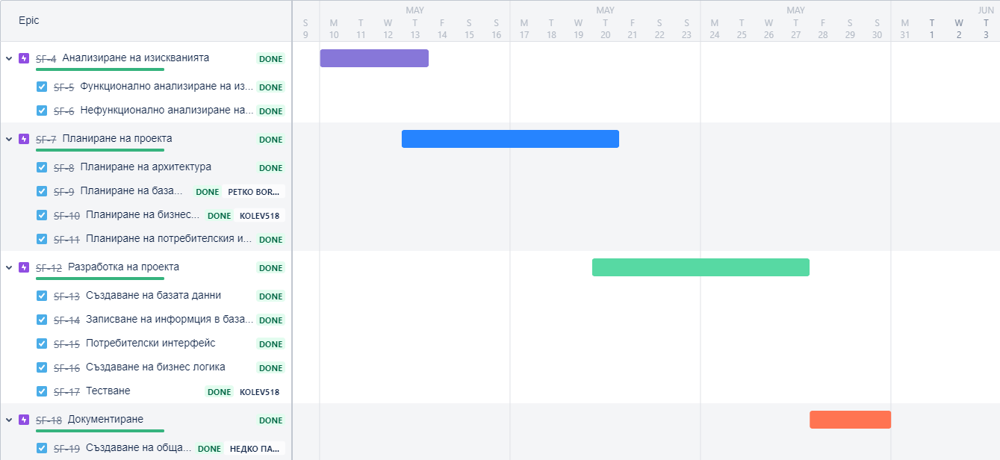 Epic
MAY MAY MAY JUN
S M T W T F S S M T W T F S S M T W T F S S M T W T
9 10 11 12 13 14 15 16 17 18 19 20 21 22 23 24 25 26 27 28 29 30 31 1 2 3
SF-4 Анализиране на изискванията DONE
SF-5 Функционално анализиране на из... DONE
SF-6 Нефункционално анализиране на... DONE
SF-7 Планиране на проекта DONE
SF-8 Планиране на архитектура DONE
SF-9 Планиране на база... DONE PETKO BOR...
SF-10 Планиране на бизнес... DONE KOLEV518
SF-11 Планиране на потребителския и... DONE
SF-12 Разработка на проекта DONE
SF-13 Създаване на базата данни DONE
SF-14 Записване на информция в база... DONE
SF-15 Потребителски интерфейс DONE
SF-16 Създаване на бизнес логика DONE
SF-17 Тестване DONE KOLEV518
SF-18 Документиране DONE
SF-19 Създаване на обща... DONE НЕДКО ПА...